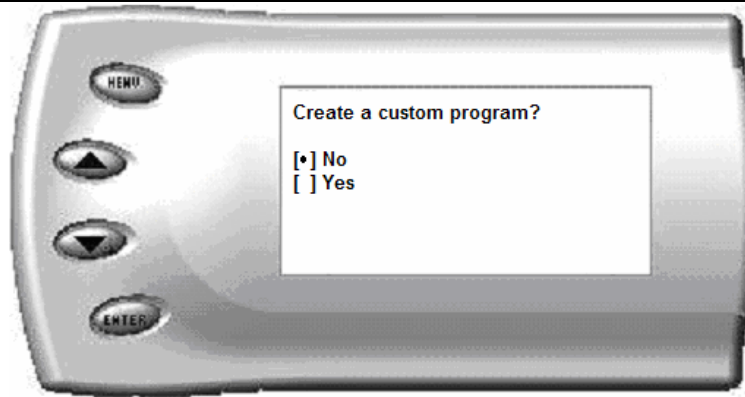 MENU
Create a custom program?
[•] No
[ ] Yes
ENTER